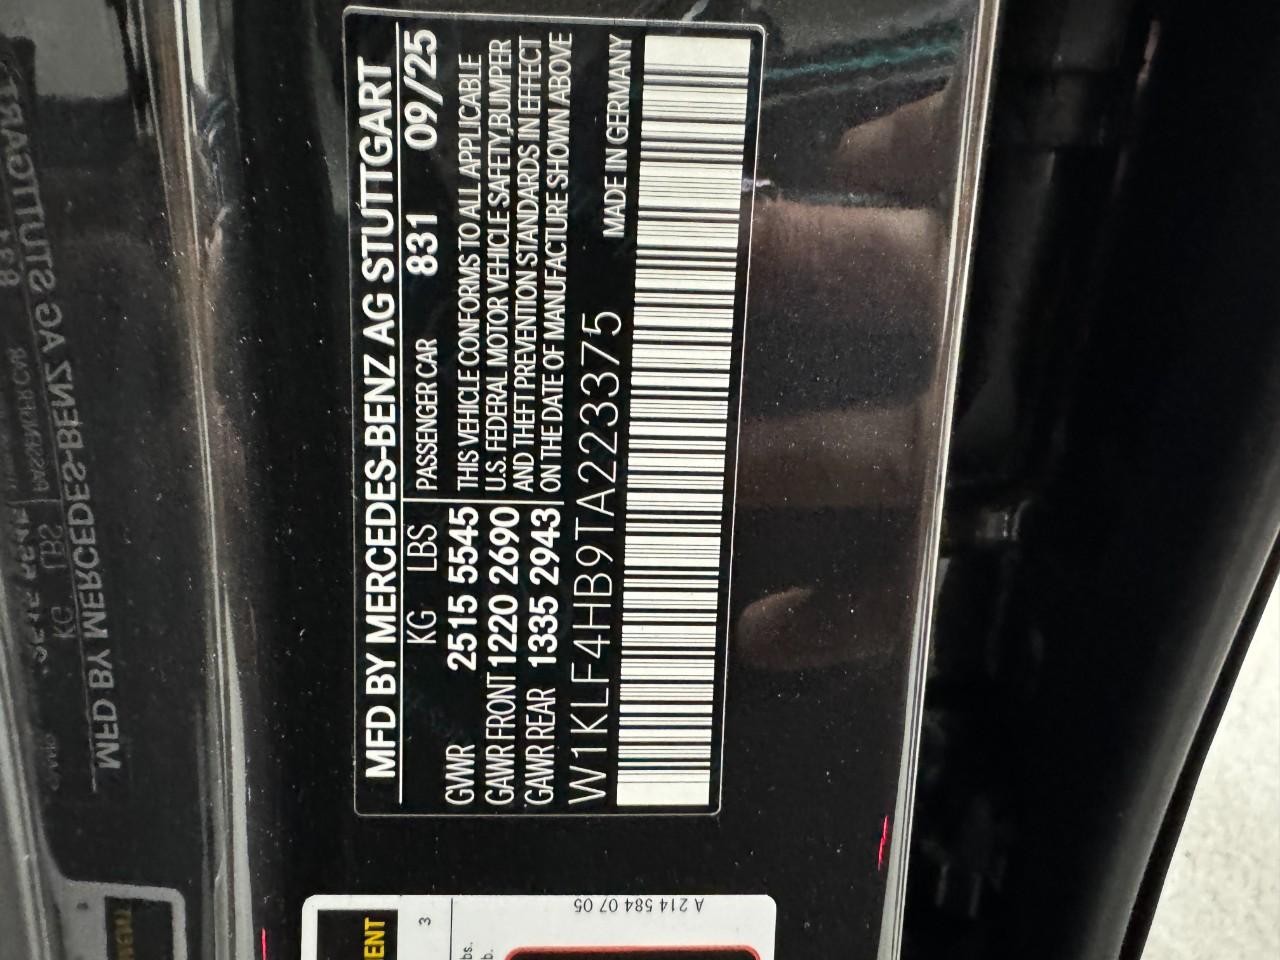 MFD BY MERCEDES-BENZ AG STUTTGART
KG LBS
GVWR 2515 5545
GAWR FRONT 1220 2690
GAWR REAR 1335 2943
PASSENGER CAR 831 09/25
THIS VEHICLE CONFORMS TO ALL APPLICABLE
U.S. FEDERAL MOTOR VEHICLE SAFETY,BUMPER
AND THEFT PREVENTION STANDARDS IN EFFECT
ON THE DATE OF MANUFACTURE SHOWN ABOVE
W1KLF4HB9TA223375 MADE IN GERMANY
A 214 584 07 05
3